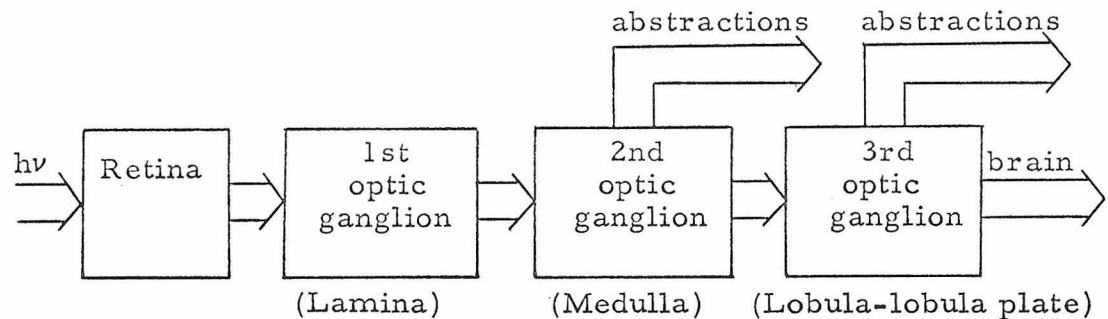 abstractions
abstractions
hν
Retina
1st
optic
ganglion
2nd
optic
ganglion
3rd
optic
ganglion
brain
(Lamina)
(Medulla)
(Lobula-lobula plate)